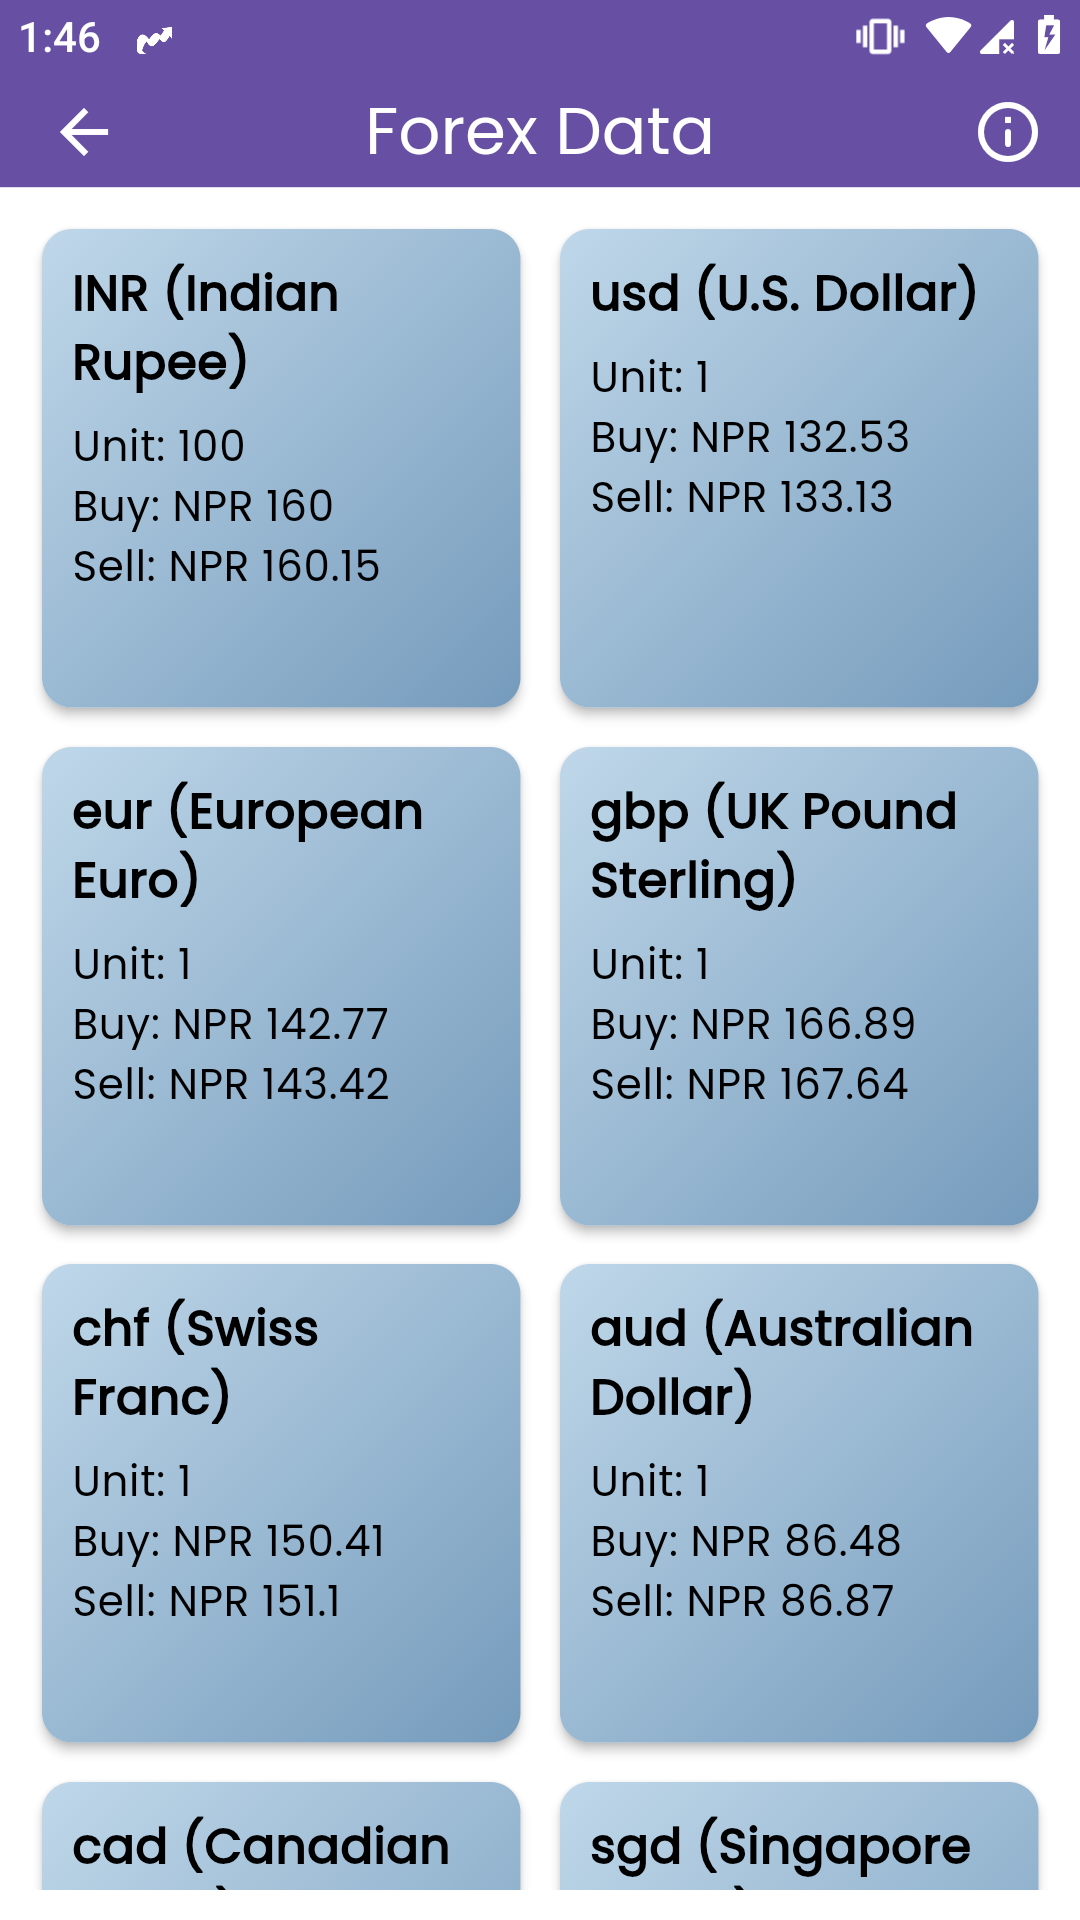 1:46
Forex Data
INR (Indian
Rupee)
Unit: 100
Buy: NPR 160
Sell: NPR 160.15
usd (U.S. Dollar)
Unit: 1
Buy: NPR 132.53
Sell: NPR 133.13
eur (European
Euro)
Unit: 1
Buy: NPR 142.77
Sell: NPR 143.42
gbp (UK Pound
Sterling)
Unit: 1
Buy: NPR 166.89
Sell: NPR 167.64
chf (Swiss
Franc)
Unit: 1
Buy: NPR 150.41
Sell: NPR 151.1
aud (Australian
Dollar)
Unit: 1
Buy: NPR 86.48
Sell: NPR 86.87
cad (Canadian
sgd (Singapore